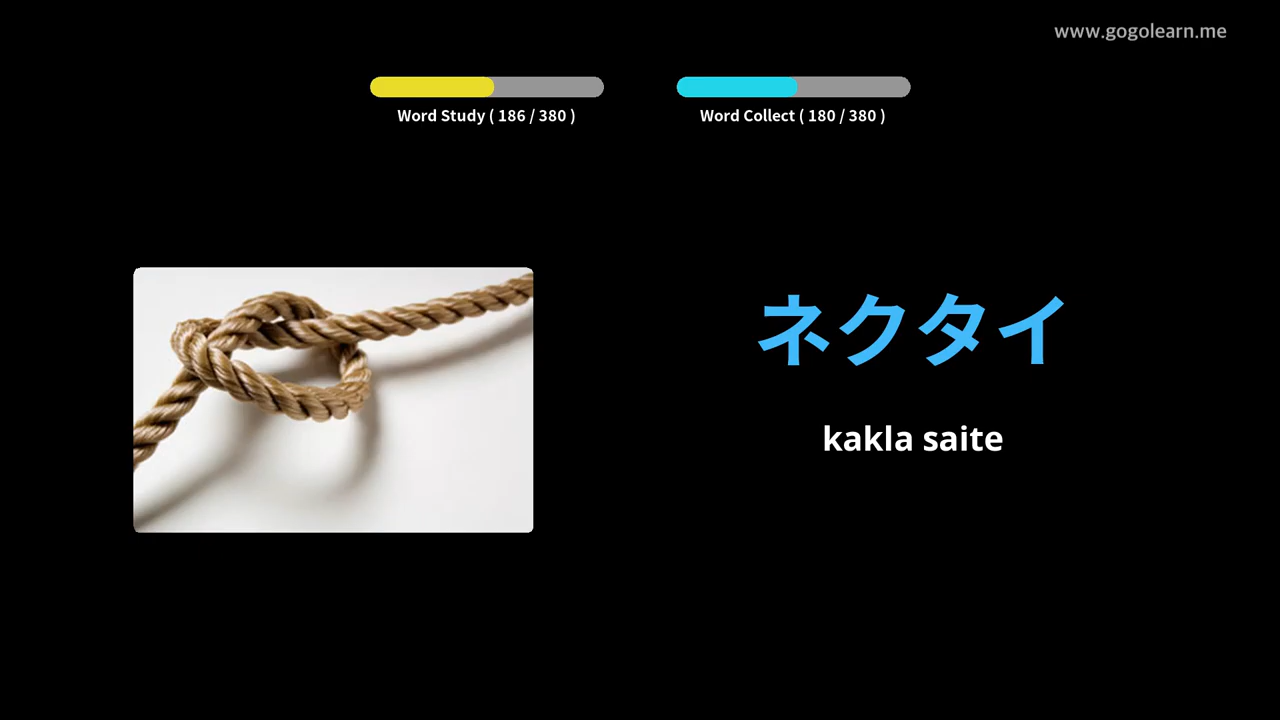 www.gogolearn.me
Word Study ( 186 / 380 )
Word Collect ( 180 / 380 )
ネクタイ
kakla saite